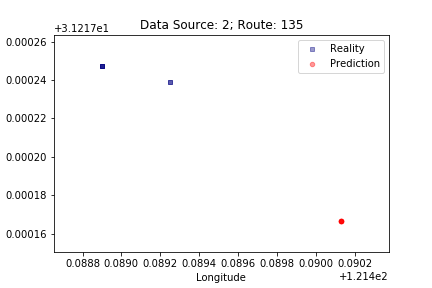 Data Source: 2; Route: 135
+3.1217e1
0.00026
0.00024
0.00022
0.00020
0.00018
0.00016
Reality
Prediction
0.0888 0.0890 0.0892 0.0894 0.0896 0.0898 0.0900 0.0902
Longitude
+1.214e2